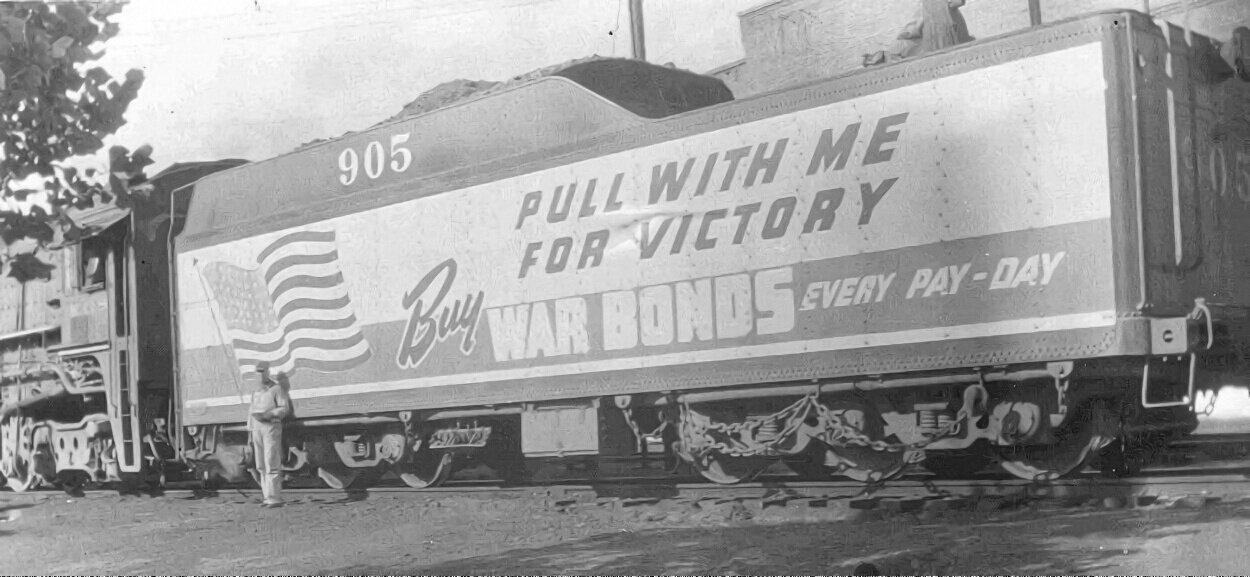 905
PULL WITH ME
FOR VICTORY
Buy WAR BONDS EVERY PAY-DAY